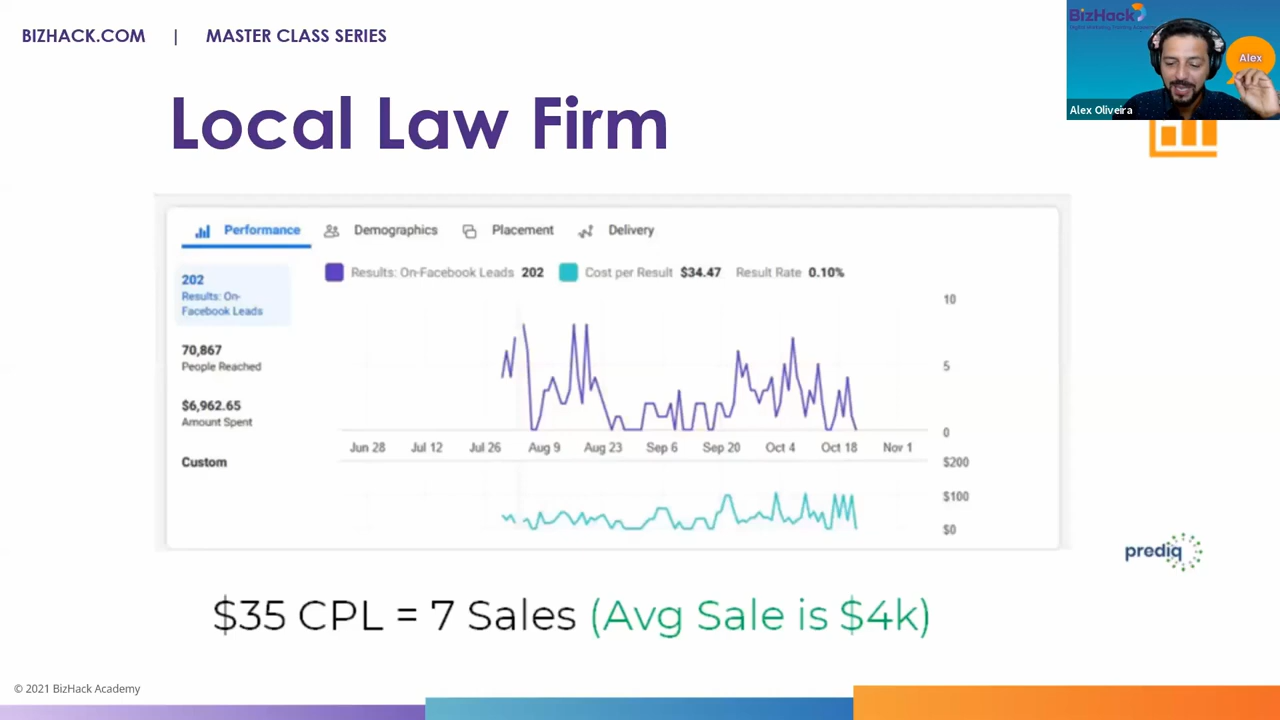 BIZHACK.COM | MASTER CLASS SERIES
BizHack
Alex
Alex Oliveira
Local Law Firm
Performance Demographics Placement Delivery
202
Results: On-
Facebook Leads
70,867
People Reached
$6,962.65
Amount Spent
Custom
Results: On-Facebook Leads 202 Cost per Result $34.47 Result Rate 0.10%
10
5
0
Jun 28 Jul 12 Jul 26 Aug 9 Aug 23 Sep 6 Sep 20 Oct 4 Oct 18 Nov 1
$200
$100
$0
prediq
$35 CPL = 7 Sales (Avg Sale is $4k)
© 2021 BizHack Academy